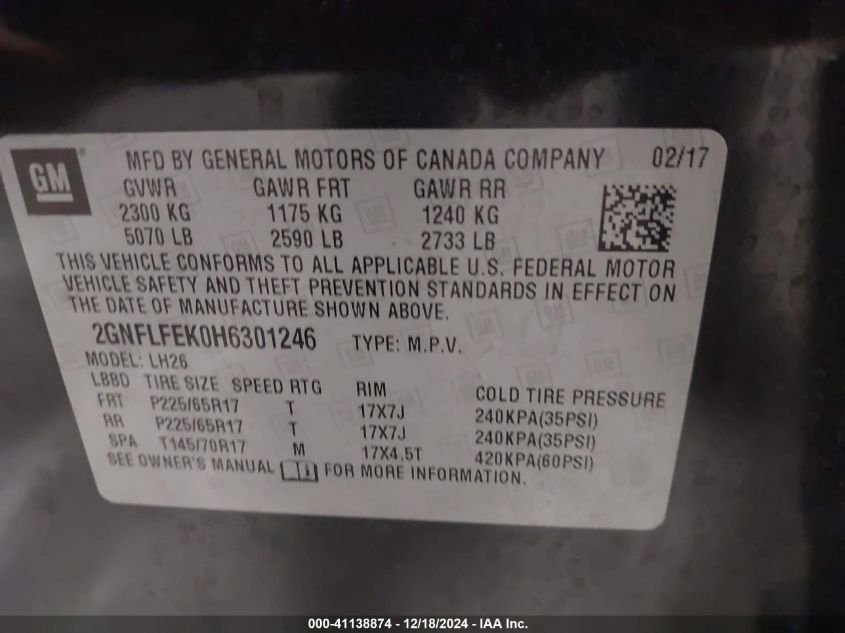 GM
MFD BY GENERAL MOTORS OF CANADA COMPANY 02/17
GVWR GAWR FRT GAWR RR
2300 KG 1175 KG 1240 KG
5070 LB 2590 LB 2733 LB
THIS VEHICLE CONFORMS TO ALL APPLICABLE U.S. FEDERAL MOTOR
VEHICLE SAFETY AND THEFT PREVENTION STANDARDS IN EFFECT ON
THE DATE OF MANUFACTURE SHOWN ABOVE.
2GNFLFEK0H6301246 TYPE: M.P.V.
MODEL: LH26
LBBD TIRE SIZE SPEED RTG RIM COLD TIRE PRESSURE
FRT P225/65R17 T 17X7J 240KPA(35PSI)
RR P225/65R17 T 17X7J 240KPA(35PSI)
SPA T145/70R17 M 17X4.5T 420KPA(60PSI)
SEE OWNER'S MANUAL FOR MORE INFORMATION.
000-41138874 - 12/18/2024 - IAA Inc.